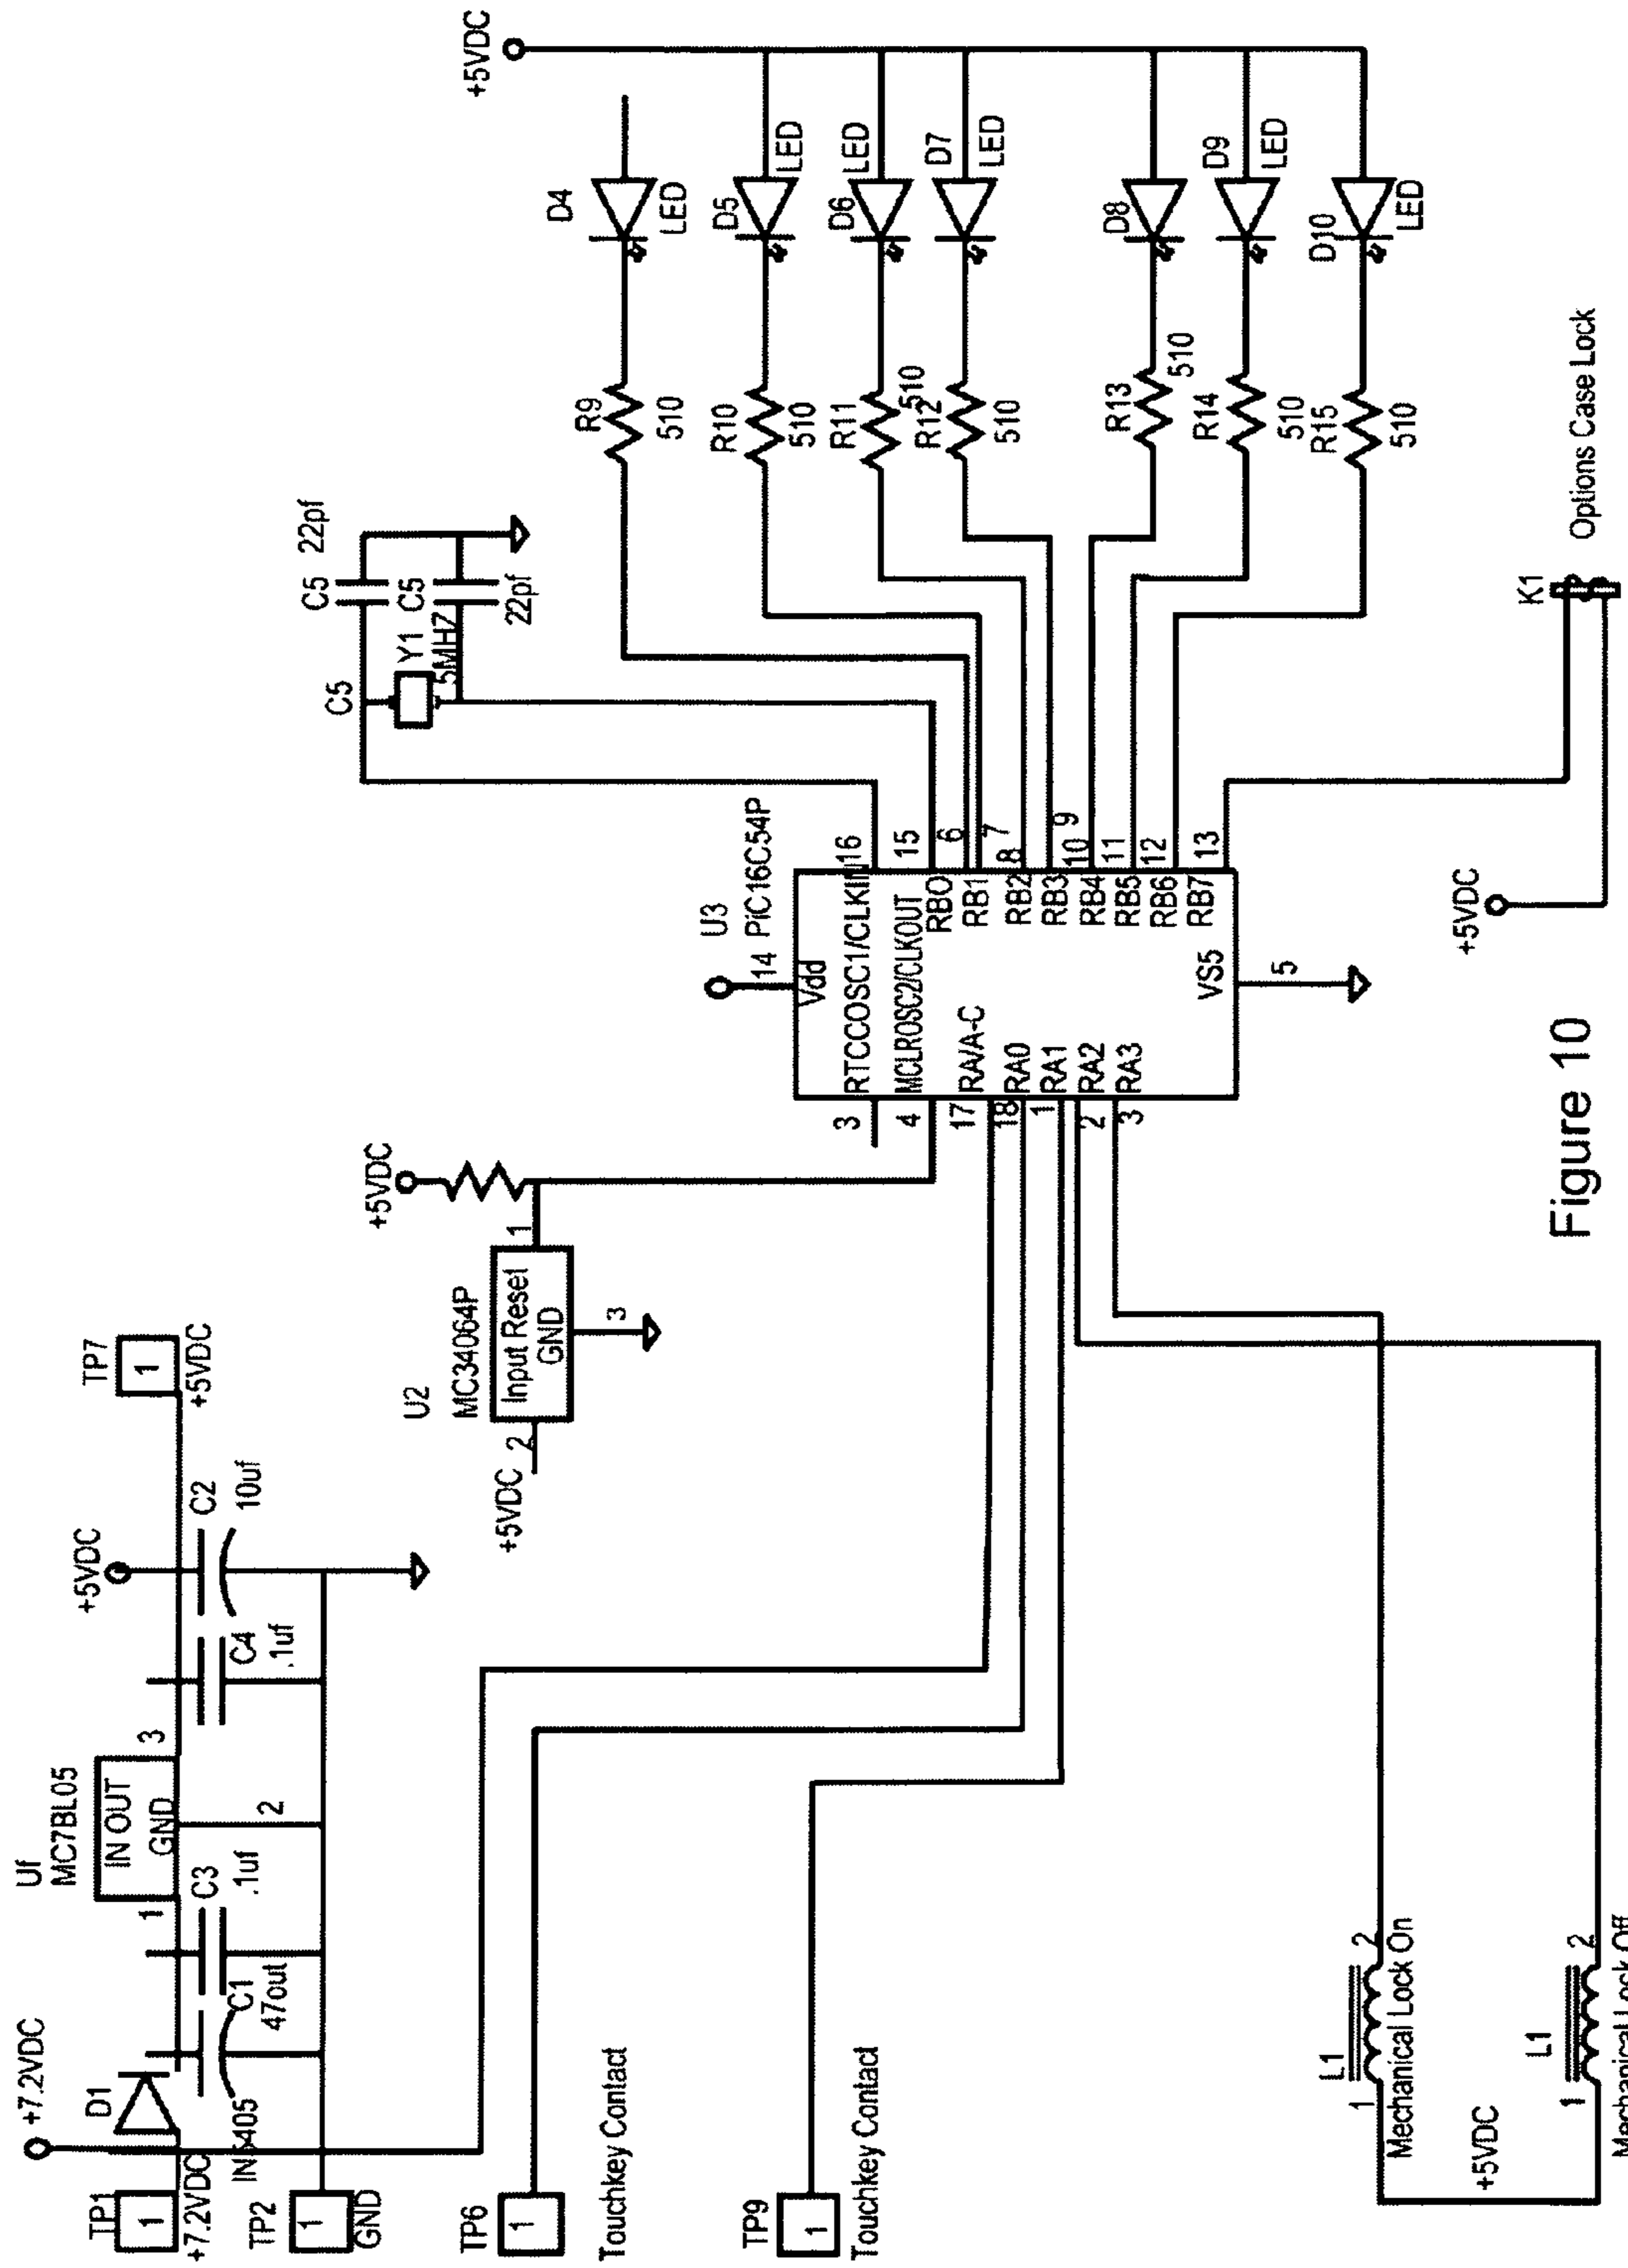 +7.2VDC
D1
TP1
1
+7.2VDC
IN5405
TP2
1
GND
C1
47out
C3
.1uf
Uf
MC7BL05
1
IN OUT
GND
3
2
C4
.1uf
+5VDC
C2
10uf
TP7
1
+5VDC
TP6
1
Touchkey Contact
TP9
1
Touchkey Contact
U2
MC34064P
+5VDC
2
Input Reset
GND
1
3
+5VDC
U3
PiC16C54P
14
Vdd
3
RTCCOSC1/CLKIN
16
4
MCLROSC2/CLKOUT
15
17
RA/A-C
RBO
6
18
RA0
RB1
7
1
RA1
RB2
8
2
RA2
RB3
9
3
RA3
RB4
10
RB5
11
RB6
12
RB7
13
VS5
5
C5
Y1
5MHZ
C5
22pf
C5
22pf
+5VDC
R9
510
D4
LED
R10
510
D5
LED
R11
510
D6
LED
R12
510
D7
LED
R13
510
D8
R14
510
D9
LED
R15
510
D10
LED
+5VDC
K1
Options Case Lock
L1
1
2
Mechanical Lock On
+5VDC
L1
1
2
Mechanical Lock Off
Figure 10